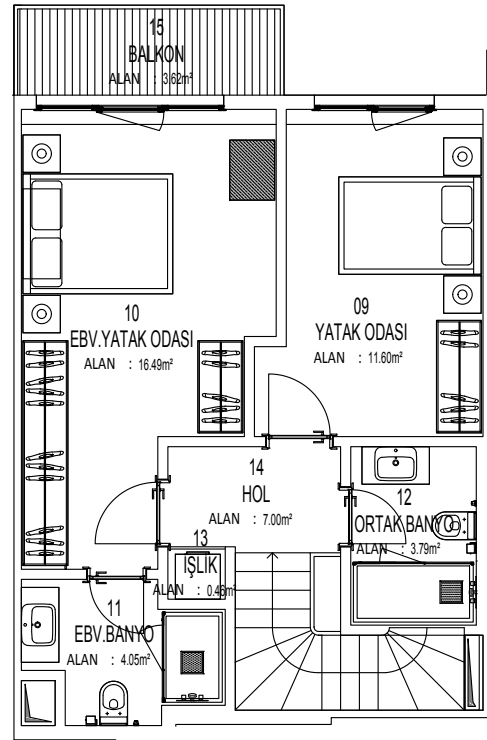 15
BALKON
ALAN : 3.62m²
10
EBV.YATAK ODASI
ALAN : 16.49m²
09
YATAK ODASI
ALAN : 11.60m²
14
HOL
ALAN : 7.00m²
12
ORTAK BANYO
ALAN : 3.79m²
13
IŞLIK
ALAN :
11
EBV.BANYO
ALAN : 4.05m²